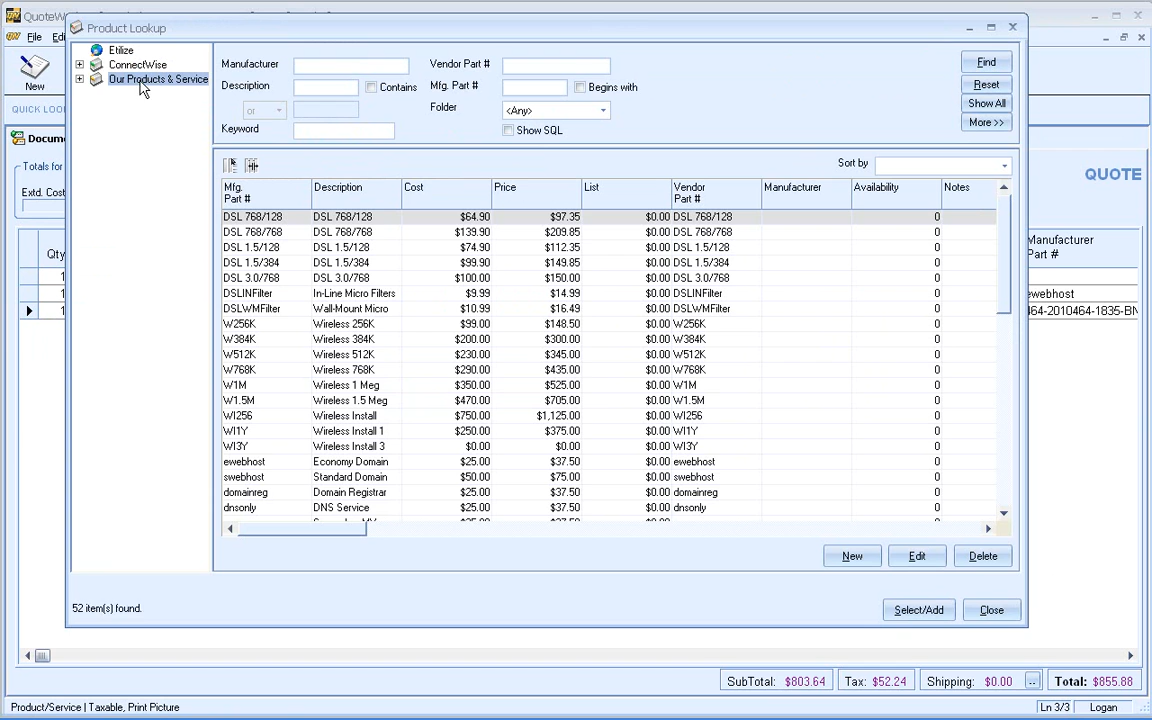 QuoteW
Product Lookup
File Edi
New
QUICK LOO
Docume
Totals for
Extd. Cost
Qty
1
1
1
QUOTE
Manufacturer
Part #
ewebhost
464-2010464-1835-BN
Etilize
ConnectWise
Our Products & Service
Manufacturer
Vendor Part #
Find
Description
Contains
Mfg. Part #
Begins with
Reset
or
Folder
<Any>
Show All
Keyword
Show SQL
More >>
Sort by
Mfg. Part # Description Cost Price List Vendor Part # Manufacturer Availability Notes
DSL 768/128 DSL 768/128 $64.90 $97.35 $0.00 DSL 768/128 0
DSL 768/768 DSL 768/768 $139.90 $209.85 $0.00 DSL 768/768 0
DSL 1.5/128 DSL 1.5/128 $74.90 $112.35 $0.00 DSL 1.5/128 0
DSL 1.5/384 DSL 1.5/384 $99.90 $149.85 $0.00 DSL 1.5/384 0
DSL 3.0/768 DSL 3.0/768 $100.00 $150.00 $0.00 DSL 3.0/768 0
DSLINFilter In-Line Micro Filters $9.99 $14.99 $0.00 DSLINFilter 0
DSLWMFilter Wall-Mount Micro $10.99 $16.49 $0.00 DSLWMFilter 0
W256K Wireless 256K $99.00 $148.50 $0.00 W256K 0
W384K Wireless 384K $200.00 $300.00 $0.00 W384K 0
W512K Wireless 512K $230.00 $345.00 $0.00 W512K 0
W768K Wireless 768K $290.00 $435.00 $0.00 W768K 0
W1M Wireless 1 Meg $350.00 $525.00 $0.00 W1M 0
W1.5M Wireless 1.5 Meg $470.00 $705.00 $0.00 W1.5M 0
WI256 Wireless Install $750.00 $1,125.00 $0.00 WI256 0
WI1Y Wireless Install 1 $250.00 $375.00 $0.00 WI1Y 0
WI3Y Wireless Install 3 $0.00 $0.00 $0.00 WI3Y 0
ewebhost Economy Domain $25.00 $37.50 $0.00 ewebhost 0
swebhost Standard Domain $50.00 $75.00 $0.00 swebhost 0
domainreg Domain Registrar $25.00 $37.50 $0.00 domainreg 0
dnsonly DNS Service $25.00 $37.50 $0.00 dnsonly 0
New Edit Delete
52 item(s) found.
Select/Add Close
SubTotal: $803.64 Tax: $52.24 Shipping: $0.00 .. Total: $855.88
Product/Service | Taxable, Print Picture Ln 3/3 Logan